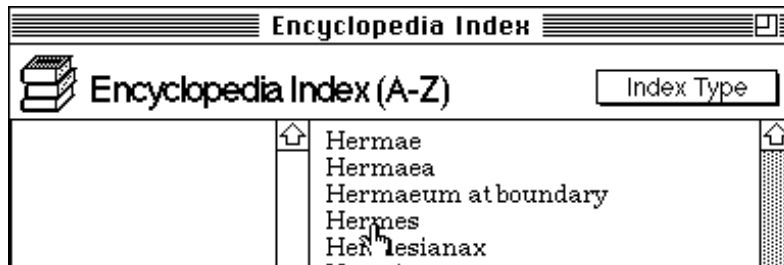 Encyclopedia Index
Encyclopedia Index (A-Z)
Index Type
Hermae
Hermaea
Hermaeum at boundary
Hermes